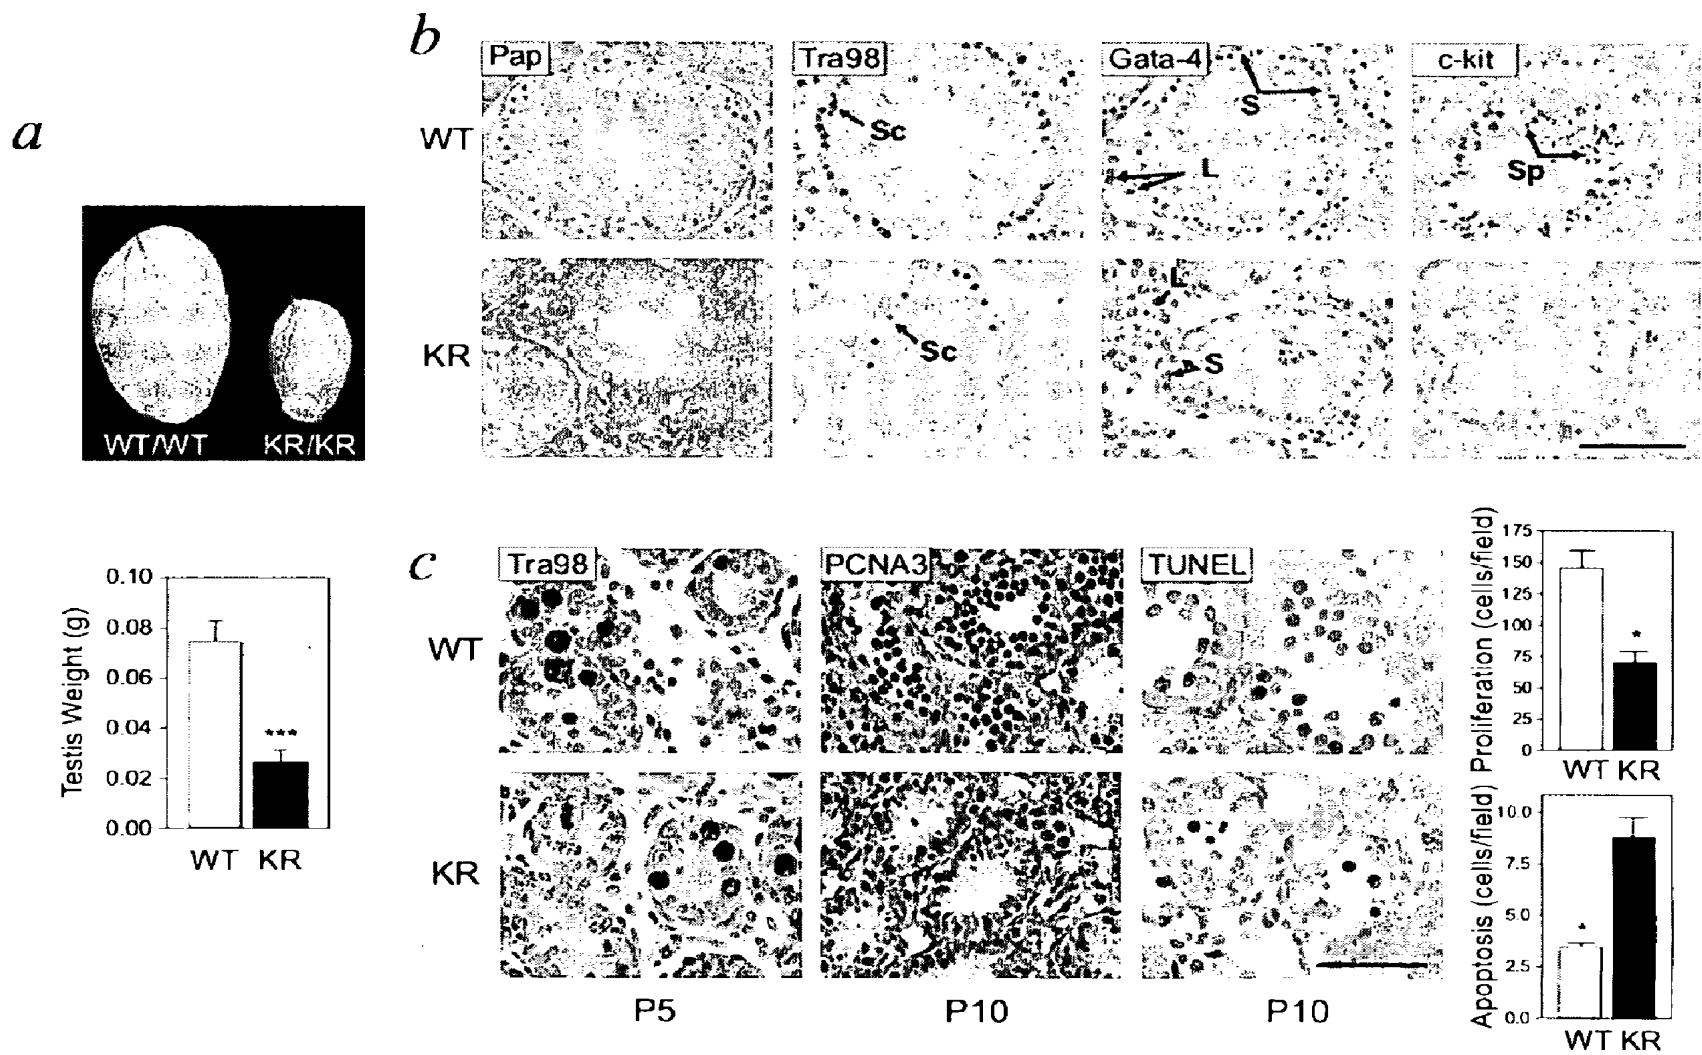 a
WT/WT KR/KR
Testis Weight (g)
0.10
0.08
0.06
0.04
0.02
0.00
***
WT KR
b
Pap Tra98 Gata-4 c-kit
WT
Sc
S
L
Sp
KR
Sc
L
S
c
Tra98 PCNA3 TUNEL
WT
KR
P5 P10 P10
Proliferation (cells/field)
175
150
125
100
75
50
25
0
*
WT KR
Apoptosis (cells/field)
10.0
7.5
5.0
2.5
0.0
*
WT KR